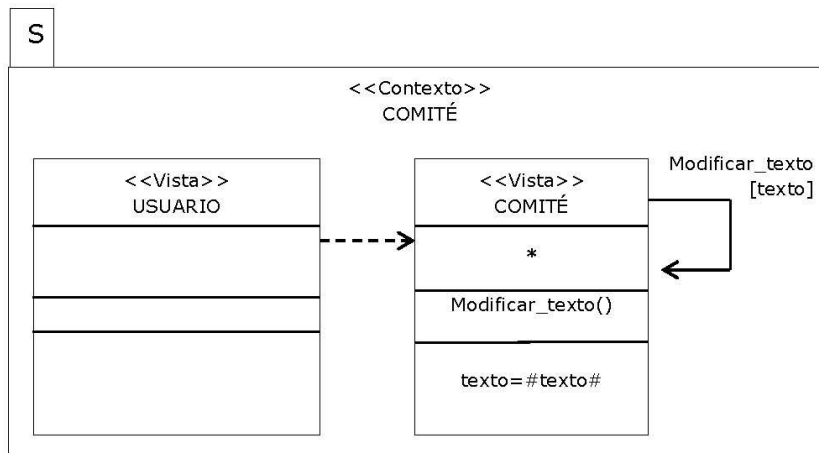 S
<<Contexto>>
COMITÉ
<<Vista>>
USUARIO
<<Vista>>
COMITÉ
*
Modificar_texto()
texto=#texto#
Modificar_texto
[texto]